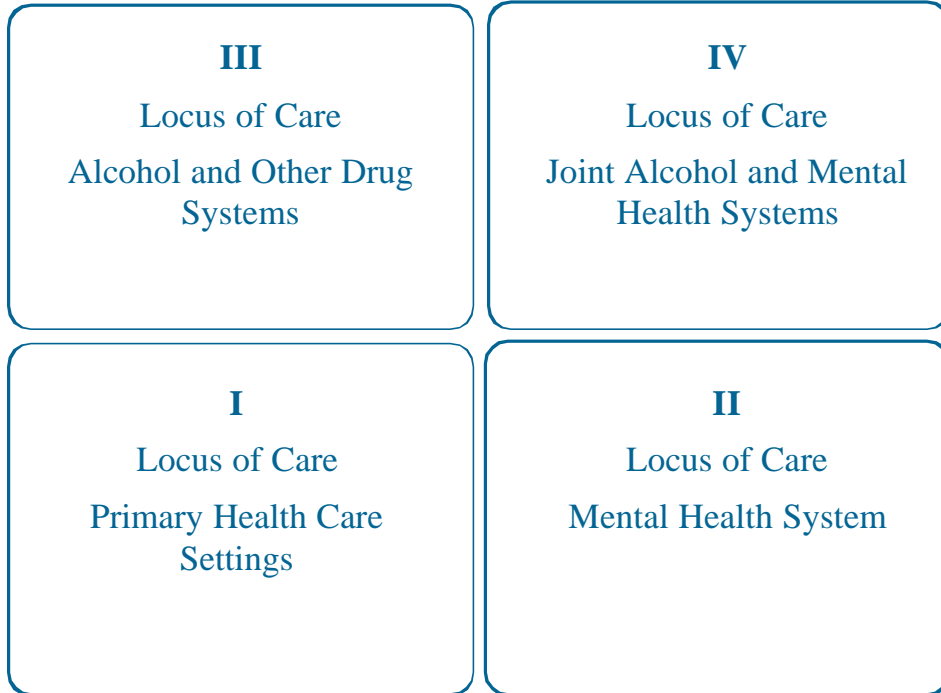 III
Locus of Care
Alcohol and Other Drug
Systems
IV
Locus of Care
Joint Alcohol and Mental
Health Systems
I
Locus of Care
Primary Health Care
Settings
II
Locus of Care
Mental Health System